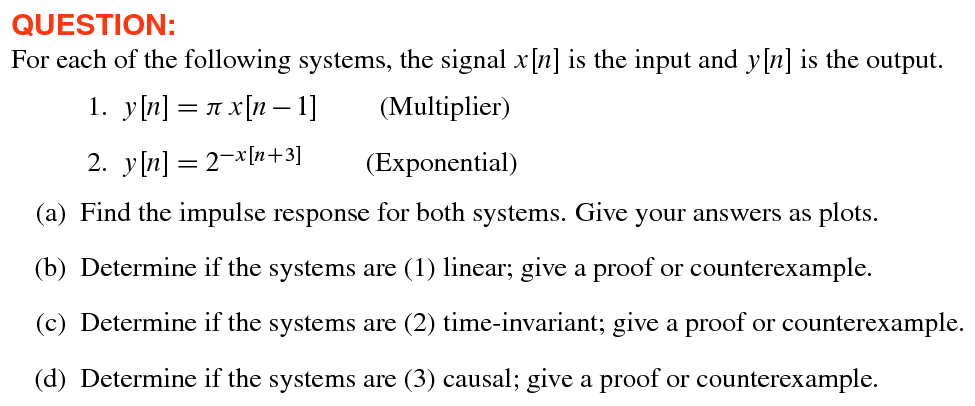 QUESTION:
For each of the following systems, the signal x[n] is the input and y[n] is the output.
1. y[n] = π x[n − 1] (Multiplier)
2. y[n] = 2^{−x[n+3]} (Exponential)
(a) Find the impulse response for both systems. Give your answers as plots.
(b) Determine if the systems are (1) linear; give a proof or counterexample.
(c) Determine if the systems are (2) time-invariant; give a proof or counterexample.
(d) Determine if the systems are (3) causal; give a proof or counterexample.